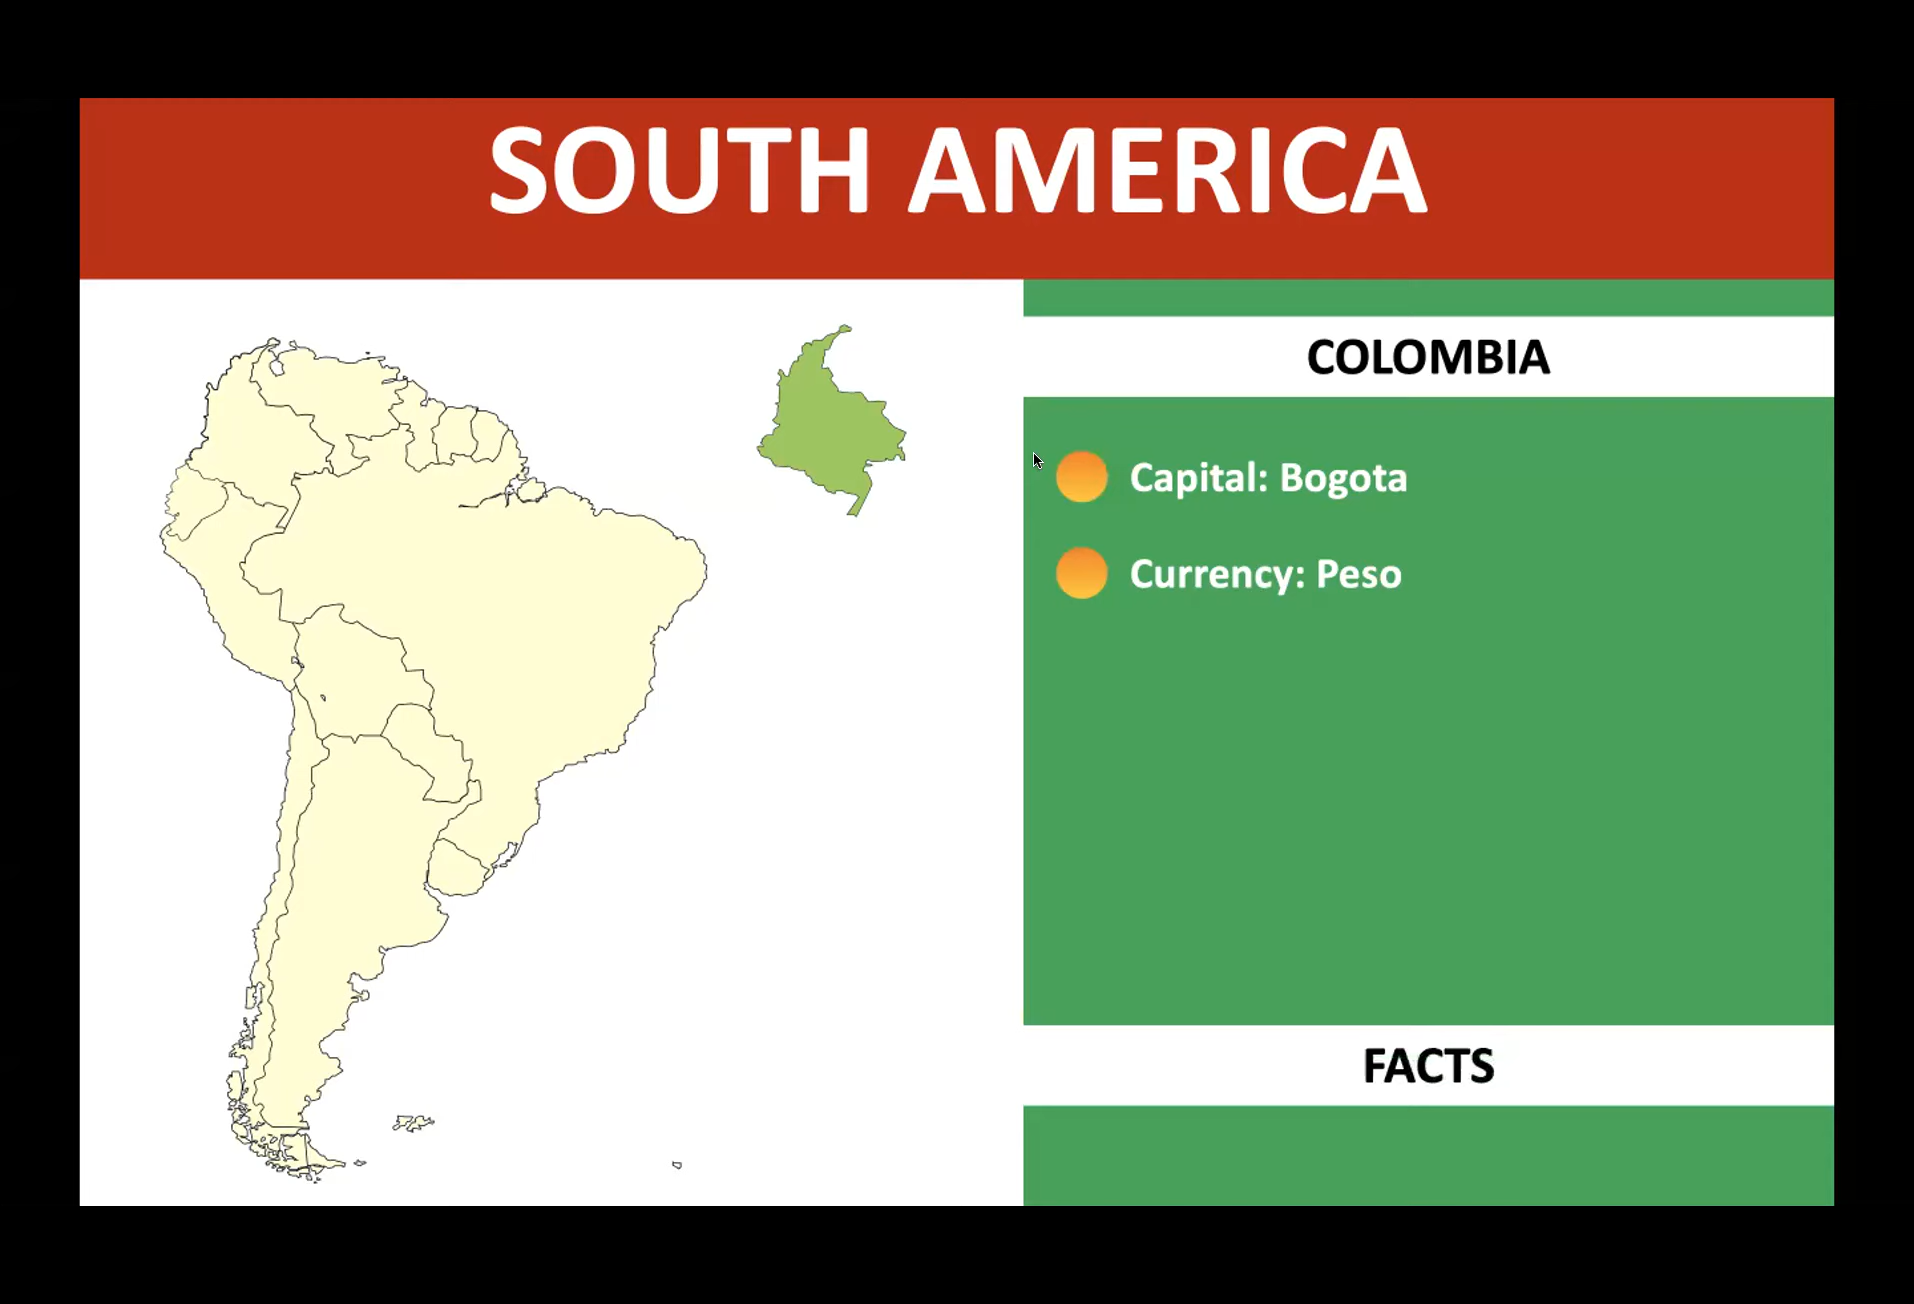 SOUTH AMERICA
COLOMBIA
Capital: Bogota
Currency: Peso
FACTS